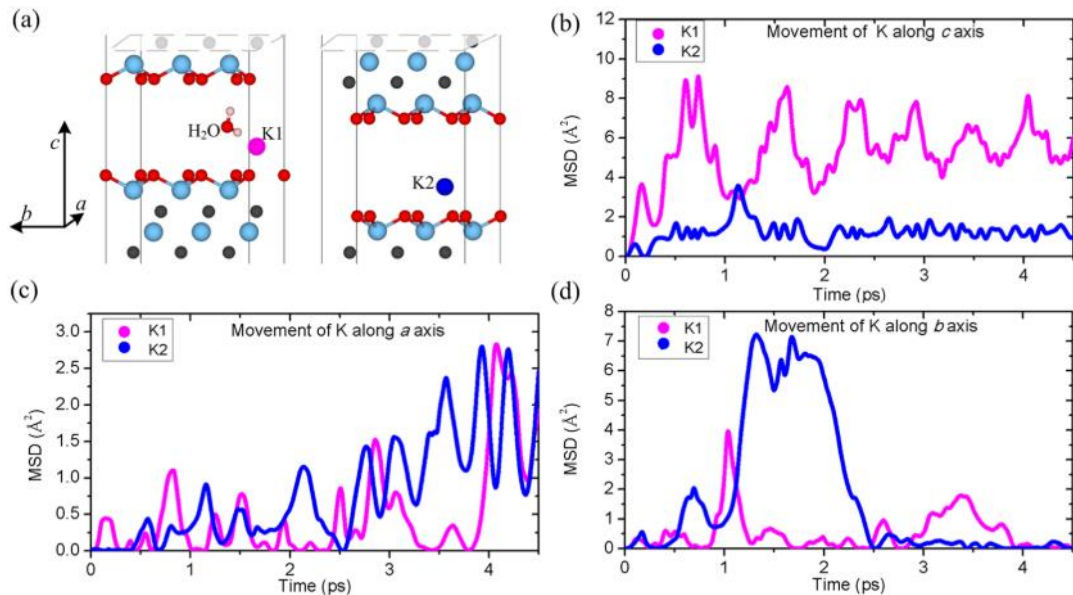 (a)
H₂O
K1
K2
c
b
a
(b)
Movement of K along c axis
K1
K2
MSD (Å²)
12
10
8
6
4
2
0
0 1 2 3 4
Time (ps)
(c)
Movement of K along a axis
K1
K2
MSD (Å²)
3.0
2.5
2.0
1.5
1.0
0.5
0.0
0 1 2 3 4
Time (ps)
(d)
Movement of K along b axis
K1
K2
MSD (Å²)
8
7
6
5
4
3
2
1
0
0 1 2 3 4
Time (ps)